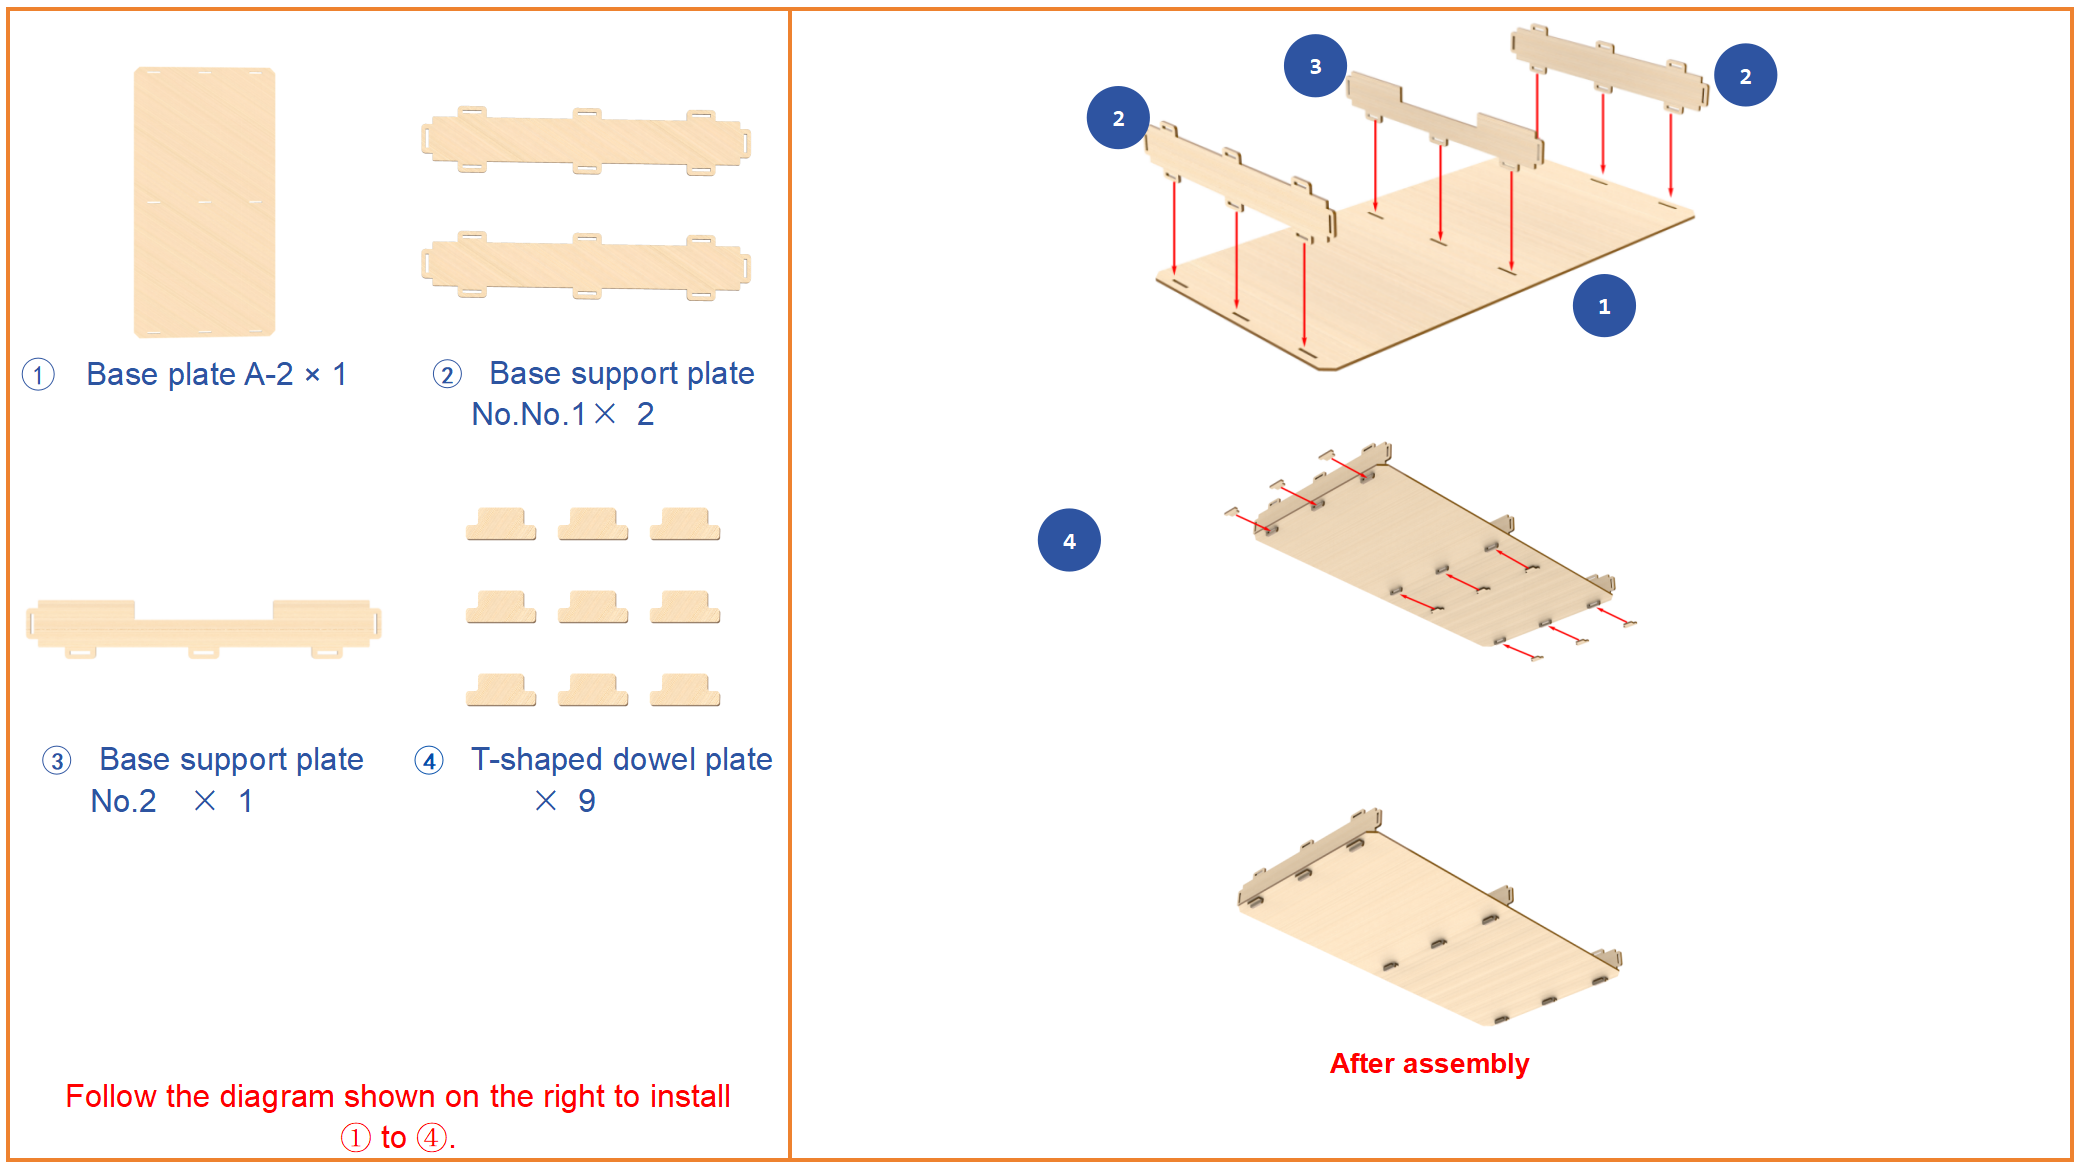 ① Base plate A-2 × 1
② Base support plate
No.No.1× 2
③ Base support plate
No.2 × 1
④ T-shaped dowel plate
× 9
Follow the diagram shown on the right to install
① to ④.
2
3
2
1
4
After assembly